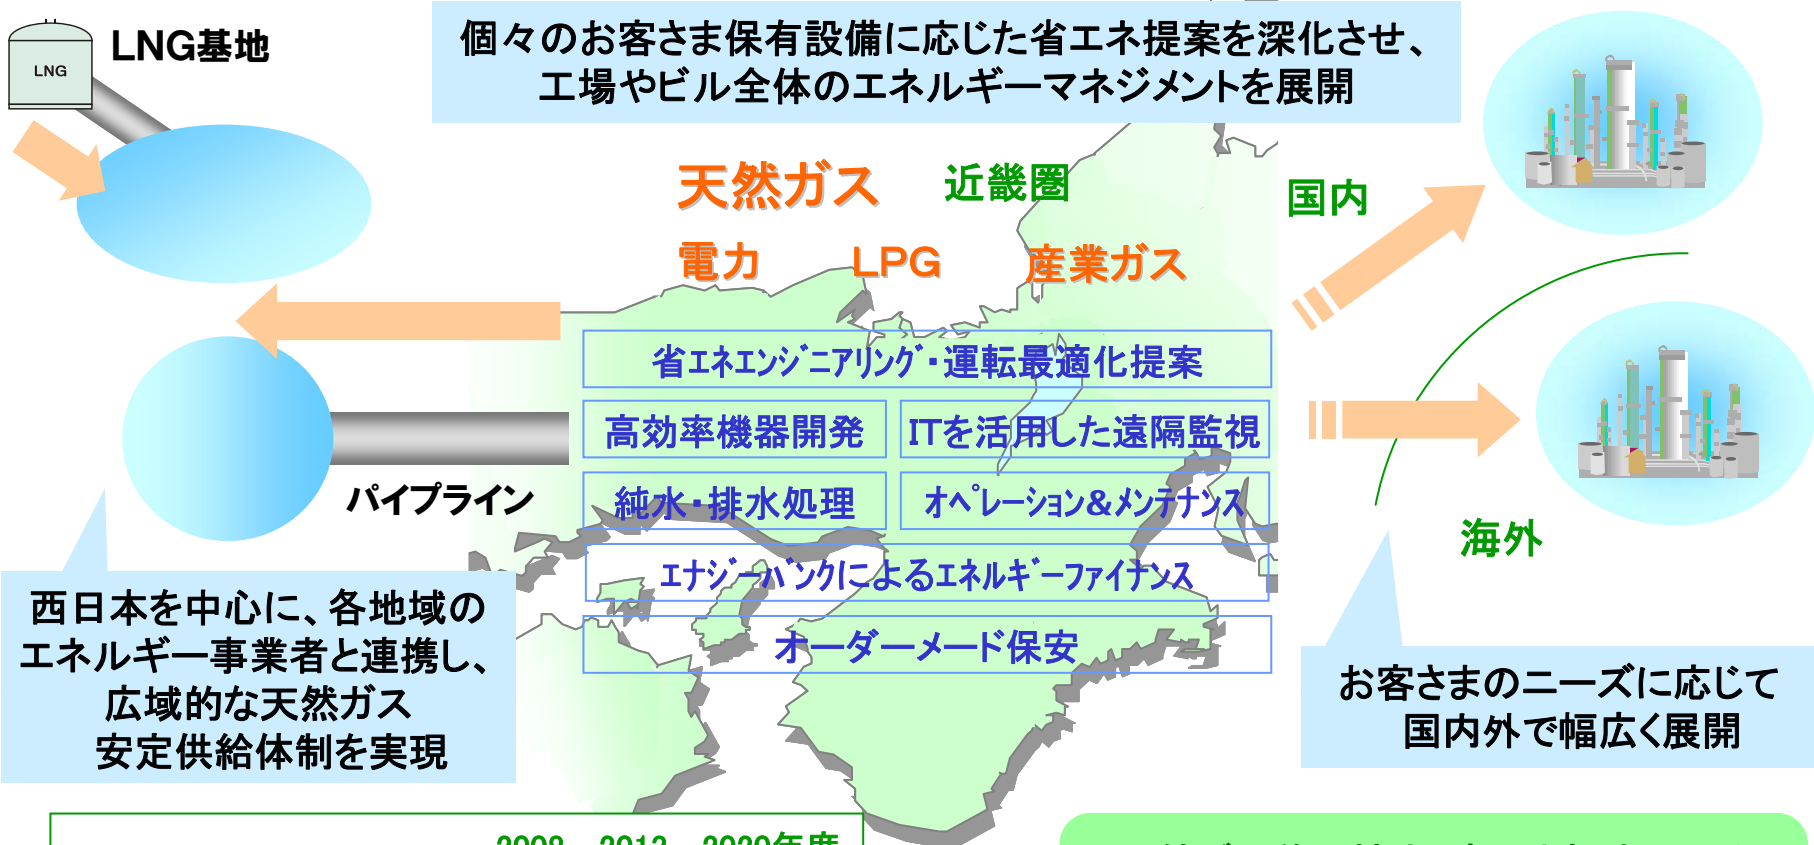 LNG
LNG基地
個々のお客さま保有設備に応じた省エネ提案を深化させ、
工場やビル全体のエネルギーマネジメントを展開
天然ガス
近畿圏
国内
電力
LPG
産業ガス
省エネエンジニアリング・運転最適化提案
高効率機器開発
ITを活用した遠隔監視
パイプライン
純水・排水処理
オペレーション&メンテナンス
海外
エナジーバンクによるエネルギーファイナンス
オーダーメード保安
西日本を中心に、各地域の
エネルギー事業者と連携し、
広域的な天然ガス
安定供給体制を実現
お客さまのニーズに応じて
国内外で幅広く展開
2008 2013 2020年度